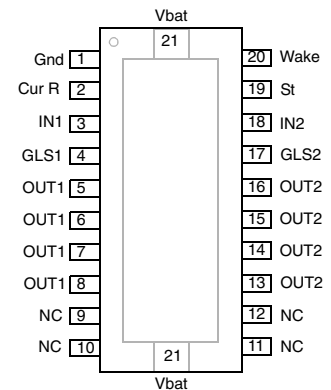 Vbat
21
Gnd 1 20 Wake
Cur R 2 19 St
IN1 3 18 IN2
GLS1 4 17 GLS2
OUT1 5 16 OUT2
OUT1 6 15 OUT2
OUT1 7 14 OUT2
OUT1 8 13 OUT2
NC 9 12 NC
NC 10 11 NC
21
Vbat